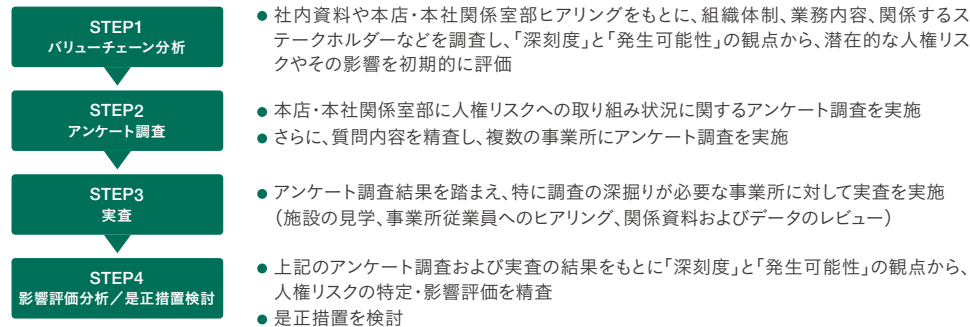 STEP1
バリューチェーン分析
● 社内資料や本店・本社関係室部ヒアリングをもとに、組織体制、業務内容、関係するス
テークホルダーなどを調査し、「深刻度」と「発生可能性」の観点から、潜在的な人権リス
クやその影響を初期的に評価
STEP2
アンケート調査
● 本店・本社関係室部に人権リスクへの取り組み状況に関するアンケート調査を実施
● さらに、質問内容を精査し、複数の事業所にアンケート調査を実施
STEP3
実査
● アンケート調査結果を踏まえ、特に調査の深掘りが必要な事業所に対して実査を実施
（施設の見学、事業所従業員へのヒアリング、関係資料およびデータのレビュー）
STEP4
影響評価分析／是正措置検討
● 上記のアンケート調査および実査の結果をもとに「深刻度」と「発生可能性」の観点から、
人権リスクの特定・影響評価を精査
● 是正措置を検討